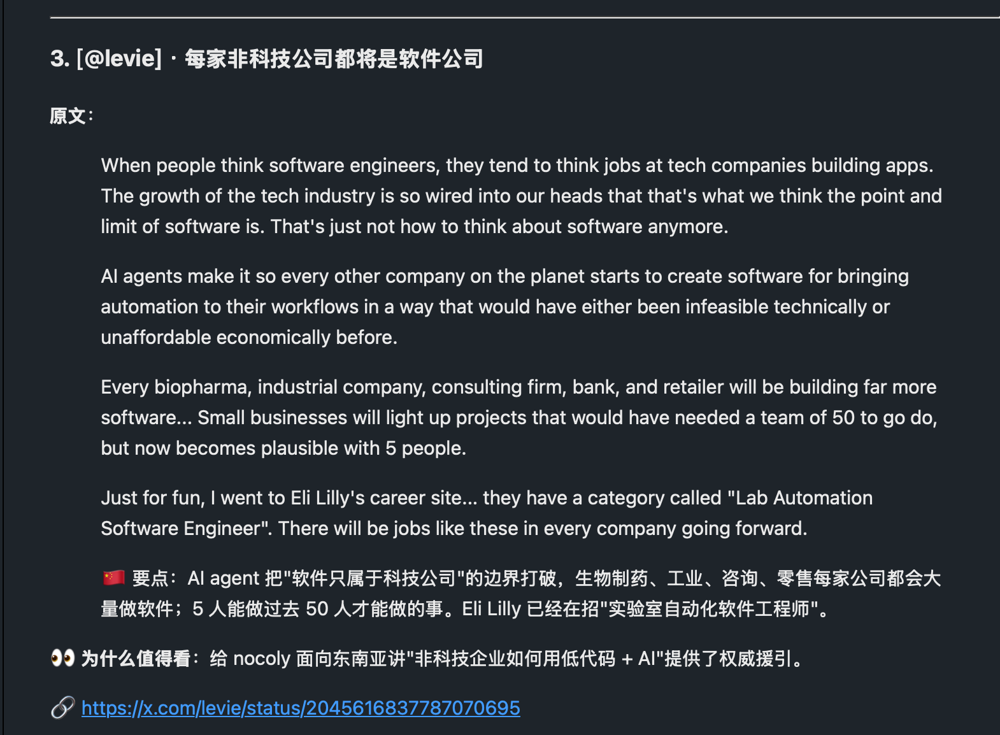 3. [@levie] · 每家非科技公司都将是软件公司
原文：
When people think software engineers, they tend to think jobs at tech companies building apps.
The growth of the tech industry is so wired into our heads that that's what we think the point and
limit of software is. That's just not how to think about software anymore.
AI agents make it so every other company on the planet starts to create software for bringing
automation to their workflows in a way that would have either been infeasible technically or
unaffordable economically before.
Every biopharma, industrial company, consulting firm, bank, and retailer will be building far more
software... Small businesses will light up projects that would have needed a team of 50 to go do,
but now becomes plausible with 5 people.
Just for fun, I went to Eli Lilly's career site... they have a category called "Lab Automation
Software Engineer". There will be jobs like these in every company going forward.
🇨🇳 要点：AI agent 把"软件只属于科技公司"的边界打破，生物制药、工业、咨询、零售每家公司都会大
量做软件；5 人能做过去 50 人才能做的事。Eli Lilly 已经在招"实验室自动化软件工程师"。
👀 为什么值得看：给 nocoly 面向东南亚讲"非科技企业如何用低代码 + AI"提供了权威援引。
🔗 https://x.com/levie/status/2045616837787070695